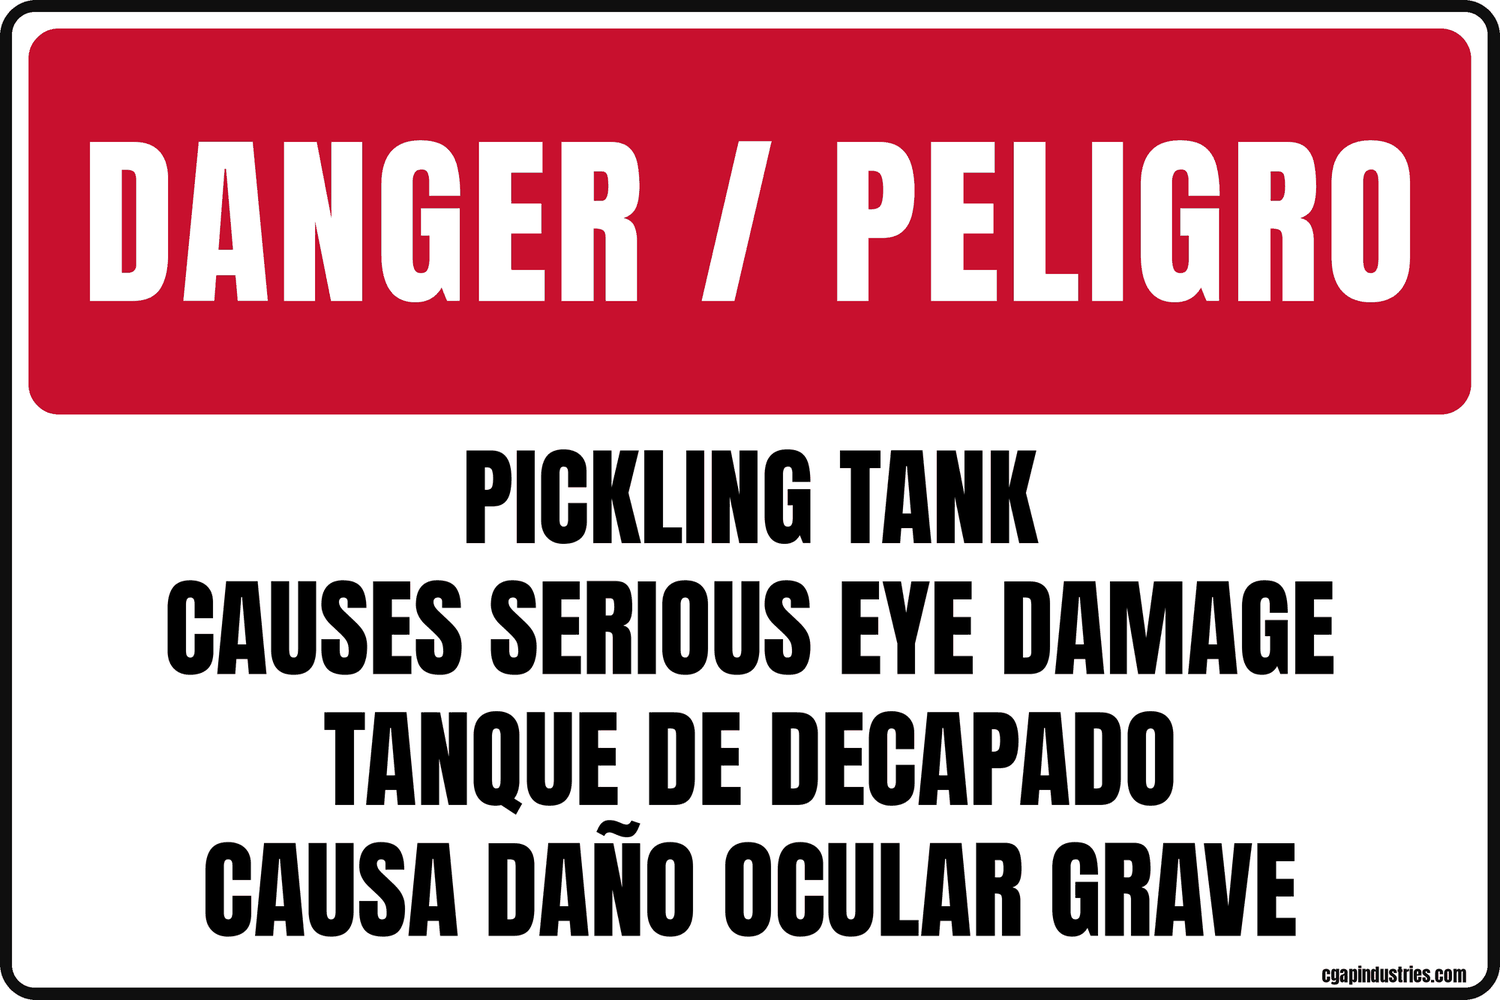 DANGER / PELIGRO
PICKLING TANK
CAUSES SERIOUS EYE DAMAGE
TANQUE DE DECAPADO
CAUSA DAÑO OCULAR GRAVE
cgapindustries.com